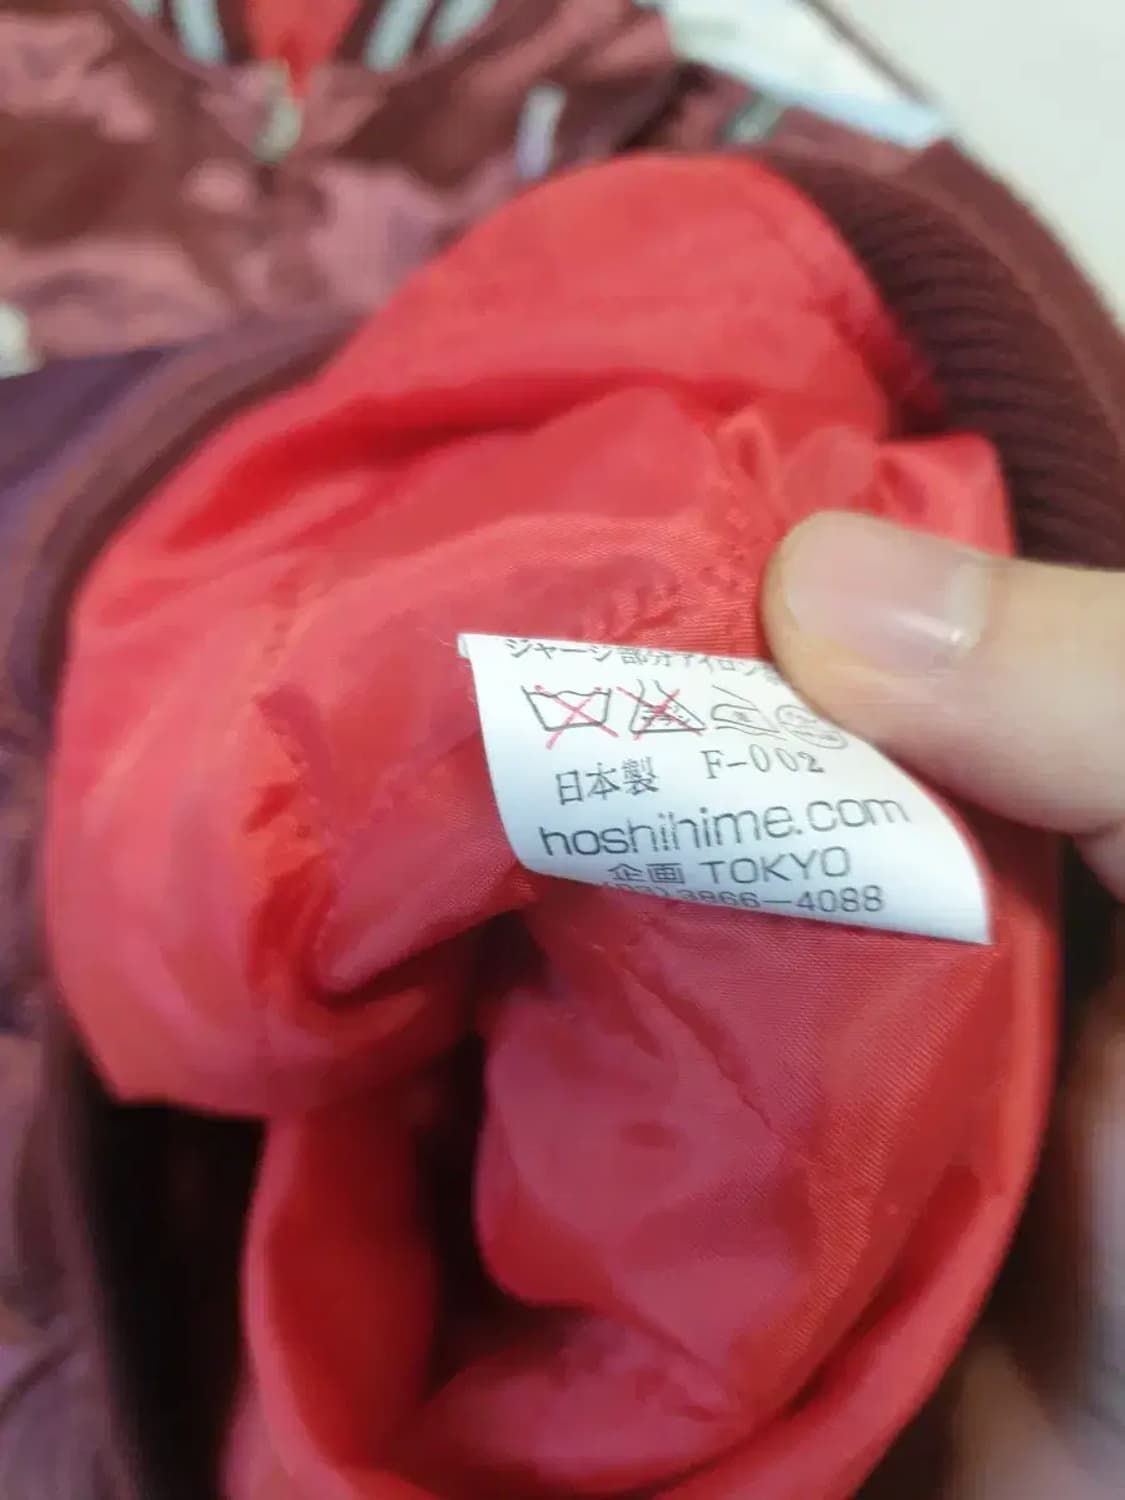 ジャージ部分アイロン
日本製 F-002
hoshihime.com
企画 TOKYO
(03)3866-4088